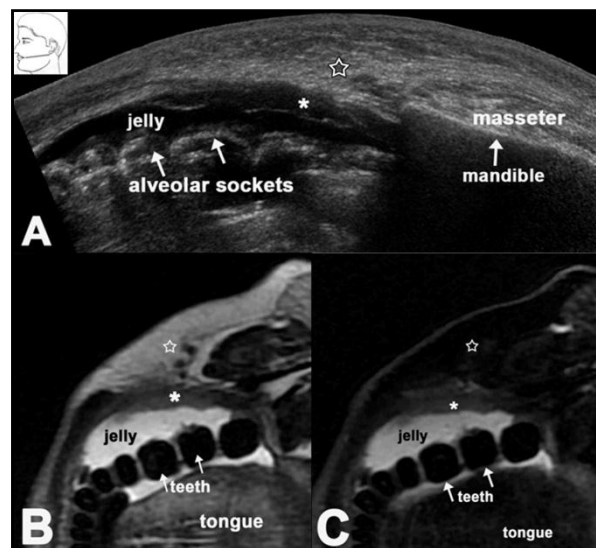 jelly
*
masseter
alveolar sockets
mandible
A
*
jelly
teeth
B
tongue
*
jelly
teeth
C
tongue